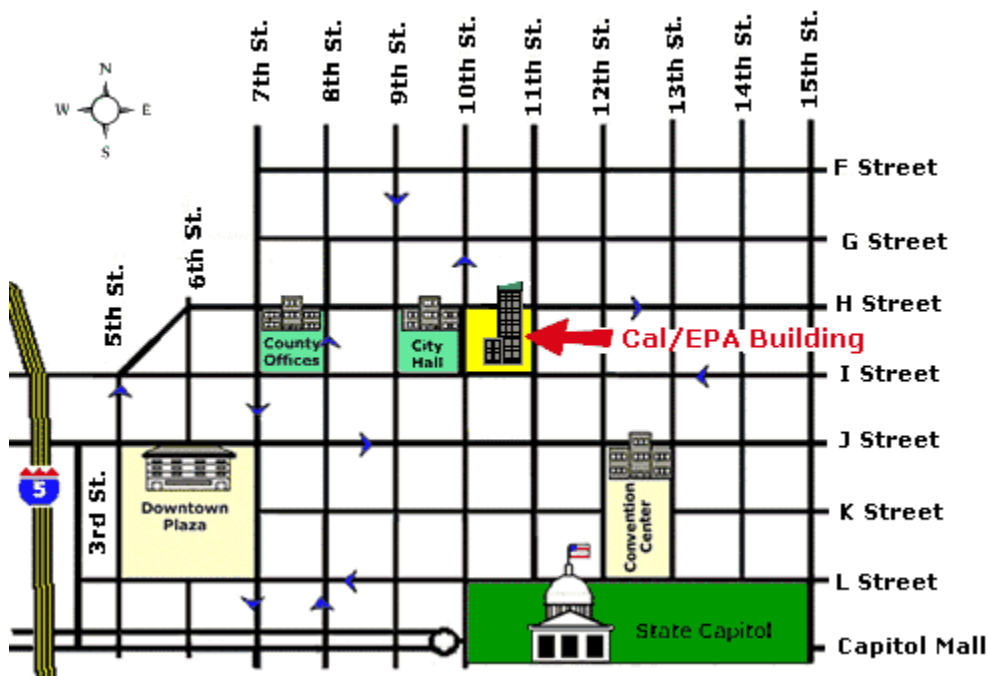 N
W E
S
7th St.
8th St.
9th St.
10th St.
11th St.
12th St.
13th St.
14th St.
15th St.
F Street
6th St.
G Street
5th St.
H Street
County
Offices
City
Hall
Cal/EPA Building
I Street
J Street
5
3rd St.
Downtown
Plaza
Convention
Center
K Street
L Street
State Capitol
Capitol Mall